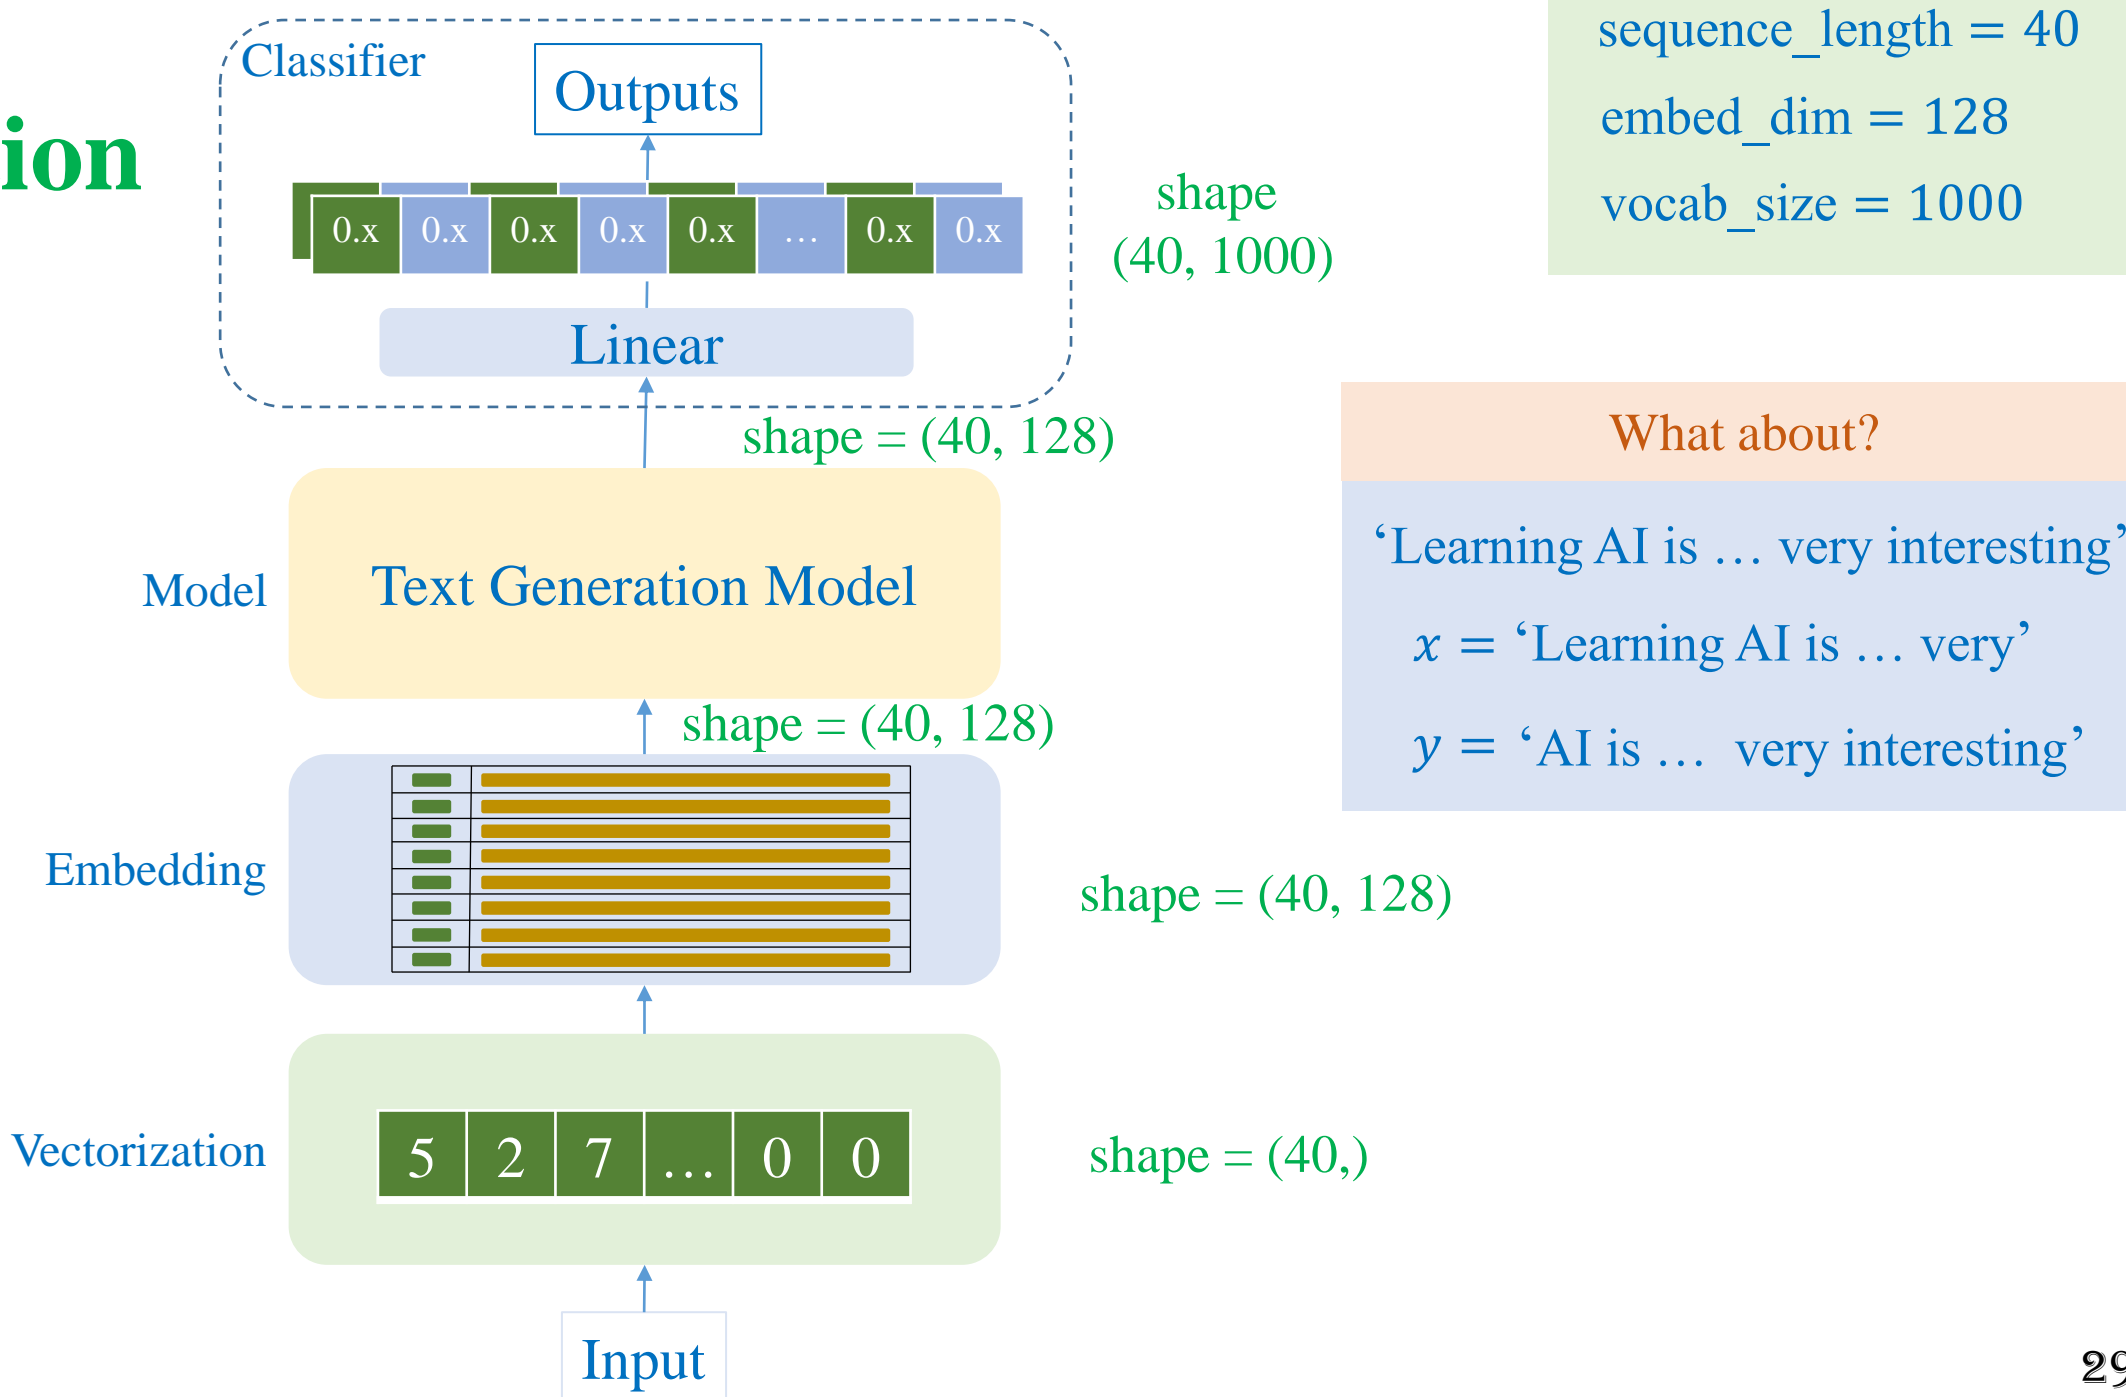 sequence_length = 40
Classifier
Outputs
embed_dim = 128
ion
shape
(40, 1000)
vocab_size = 1000
0.x 0.x 0.x 0.x 0.x … 0.x 0.x
Linear
What about?
shape = (40, 128)
‘Learning AI is … very interesting’
Model
Text Generation Model
x = ‘Learning AI is … very’
shape = (40, 128)
y = ‘AI is … very interesting’
Embedding
shape = (40, 128)
Vectorization
5 2 7 … 0 0
shape = (40,)
Input
29